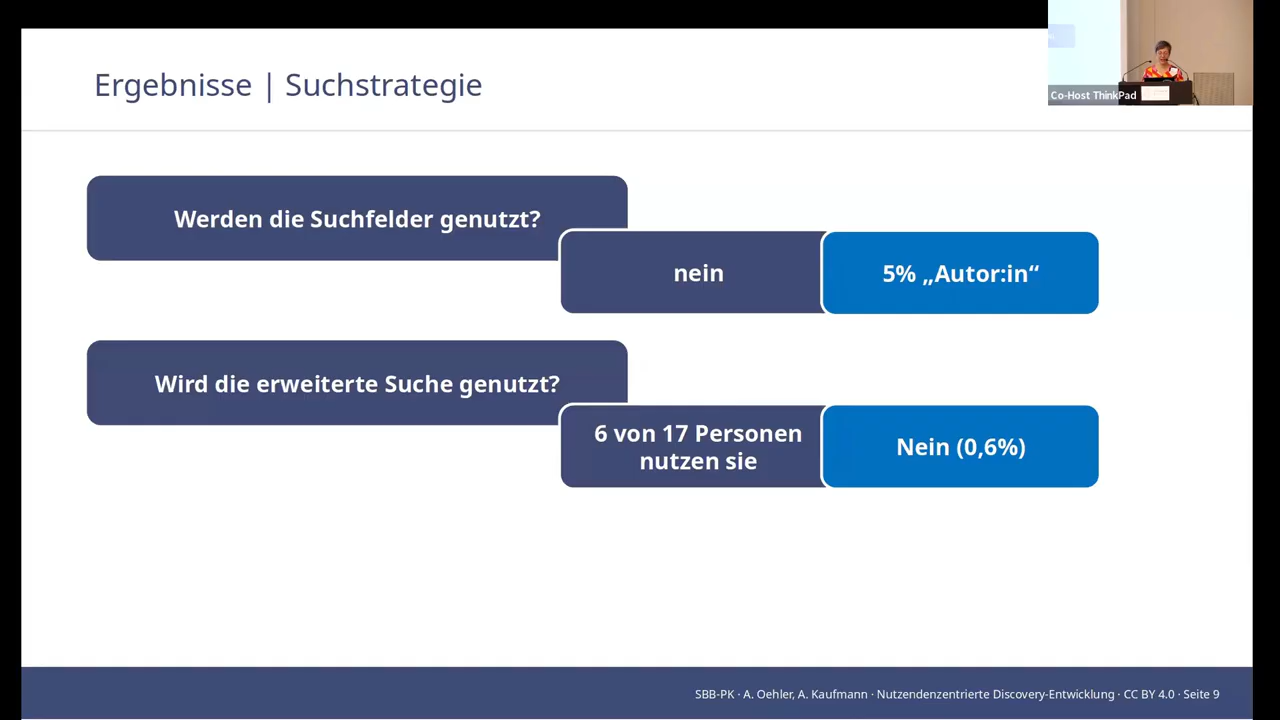 Ergebnisse | Suchstrategie
Co-Host ThinkPad
Werden die Suchfelder genutzt?
nein
5% „Autor:in“
Wird die erweiterte Suche genutzt?
6 von 17 Personen
nutzen sie
Nein (0,6%)
SBB-PK · A. Oehler, A. Kaufmann · Nutzendenzentrierte Discovery-Entwicklung · CC BY 4.0 · Seite 9